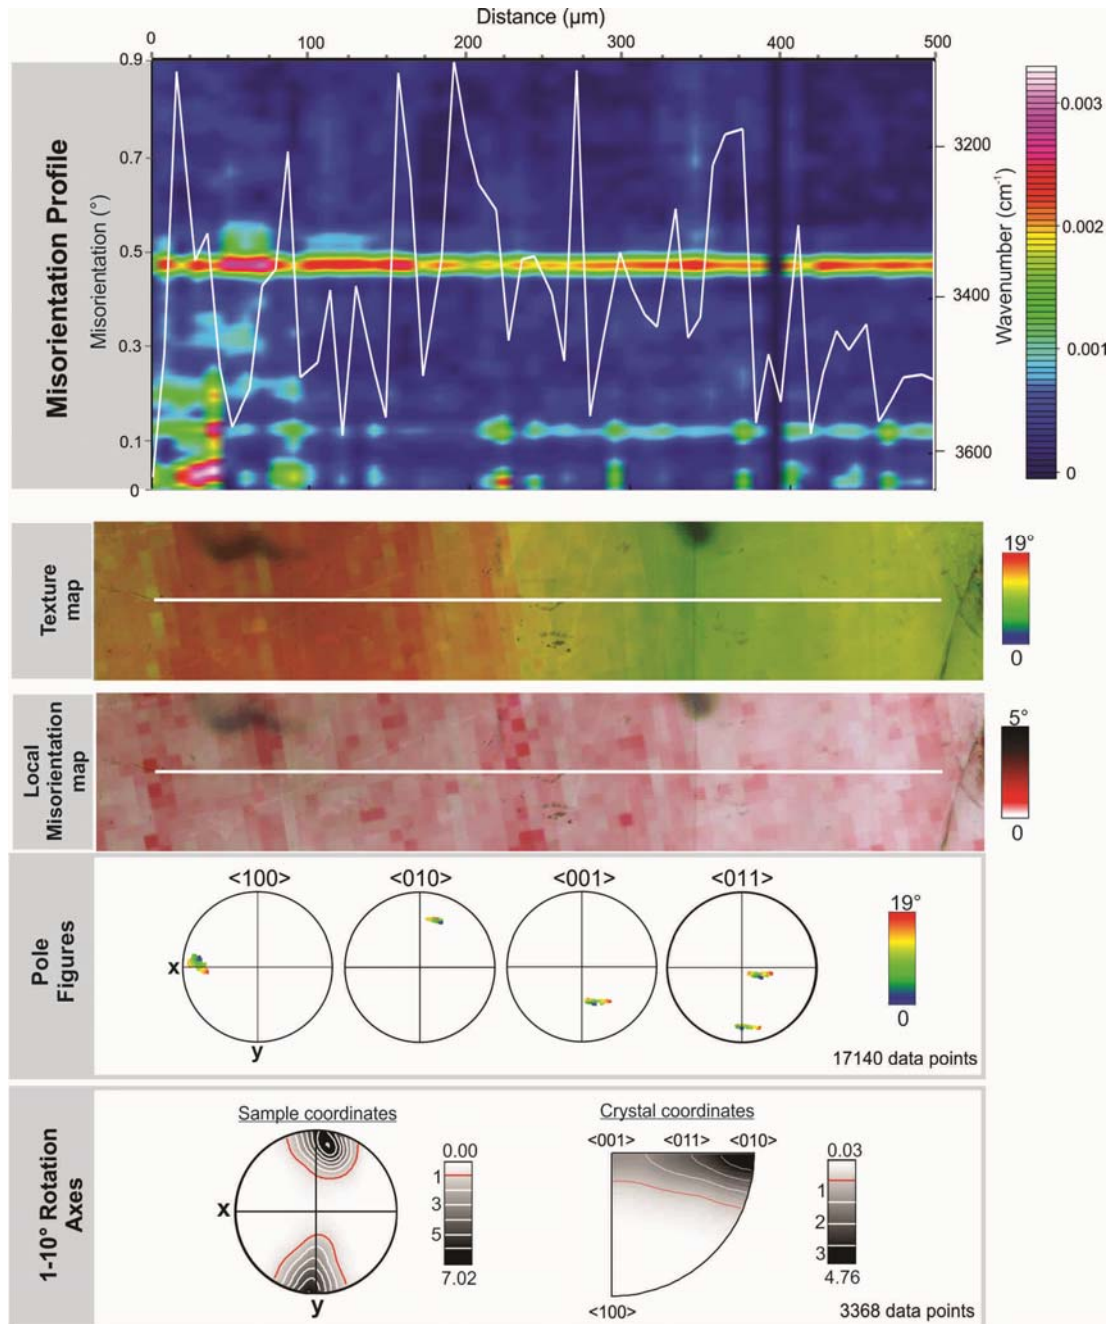 Distance (µm)
0 100 200 300 400 500
Misorientation Profile
Misorientation (°)
0.9
0.7
0.5
0.3
0.1
0
3200
3400
3600
Wavenumber (cm-1)
0.003
0.002
0.001
0
Texture
map
19°
0
Local
Misorientation
map
5°
0
Pole
Figures
<100> <010> <001> <011>
x
y
19°
0
17140 data points
1-10° Rotation
Axes
Sample coordinates
x
y
0.00
1
3
5
7.02
Crystal coordinates
<001> <011> <010>
<100>
0.03
1
2
3
4.76
3368 data points